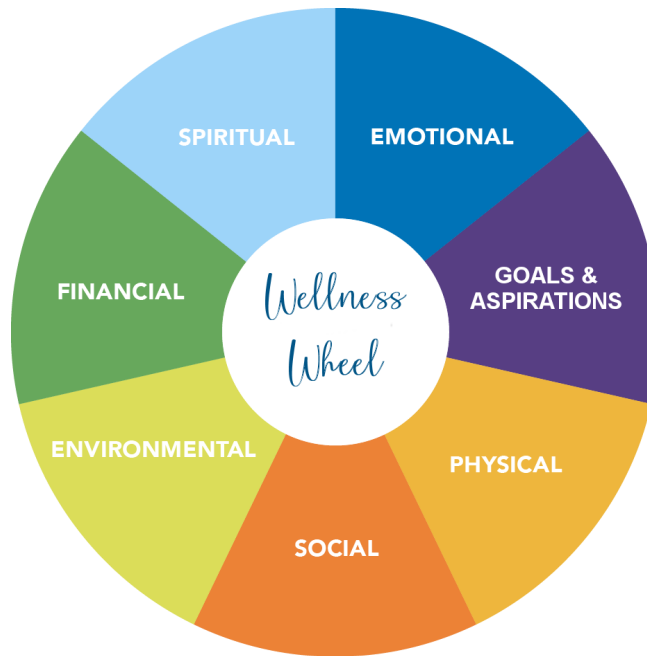 SPIRITUAL
EMOTIONAL
FINANCIAL
Wellness
Wheel
GOALS &
ASPIRATIONS
ENVIRONMENTAL
PHYSICAL
SOCIAL